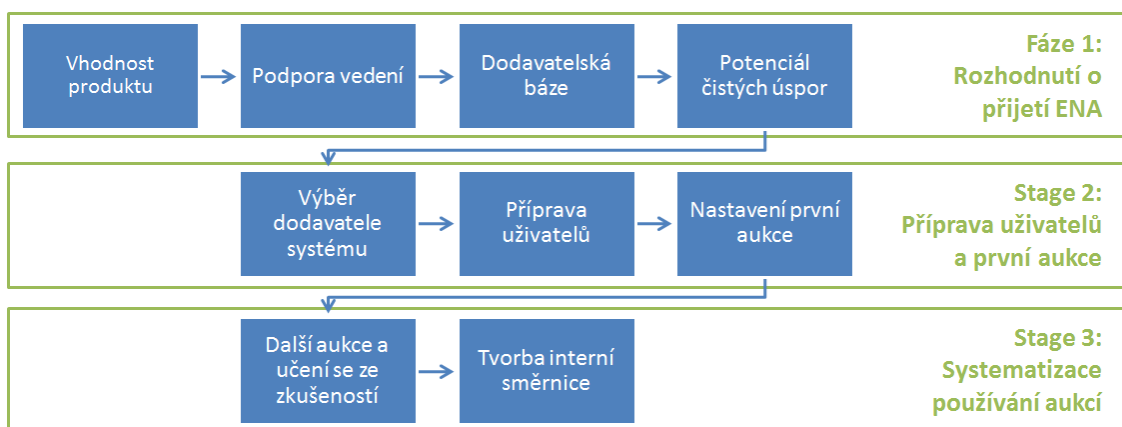 Vhodnost
produktu
Podpora vedení
Dodavatelská
báze
Potenciál
čistých úspor
Fáze 1:
Rozhodnutí o
přijetí ENA
Výběr
dodavatele
systému
Příprava
uživatelů
Nastavení první
aukce
Stage 2:
Příprava uživatelů
a první aukce
Další aukce a
učení se ze
zkušeností
Tvorba interní
směrnice
Stage 3:
Systematizace
používání aukcí